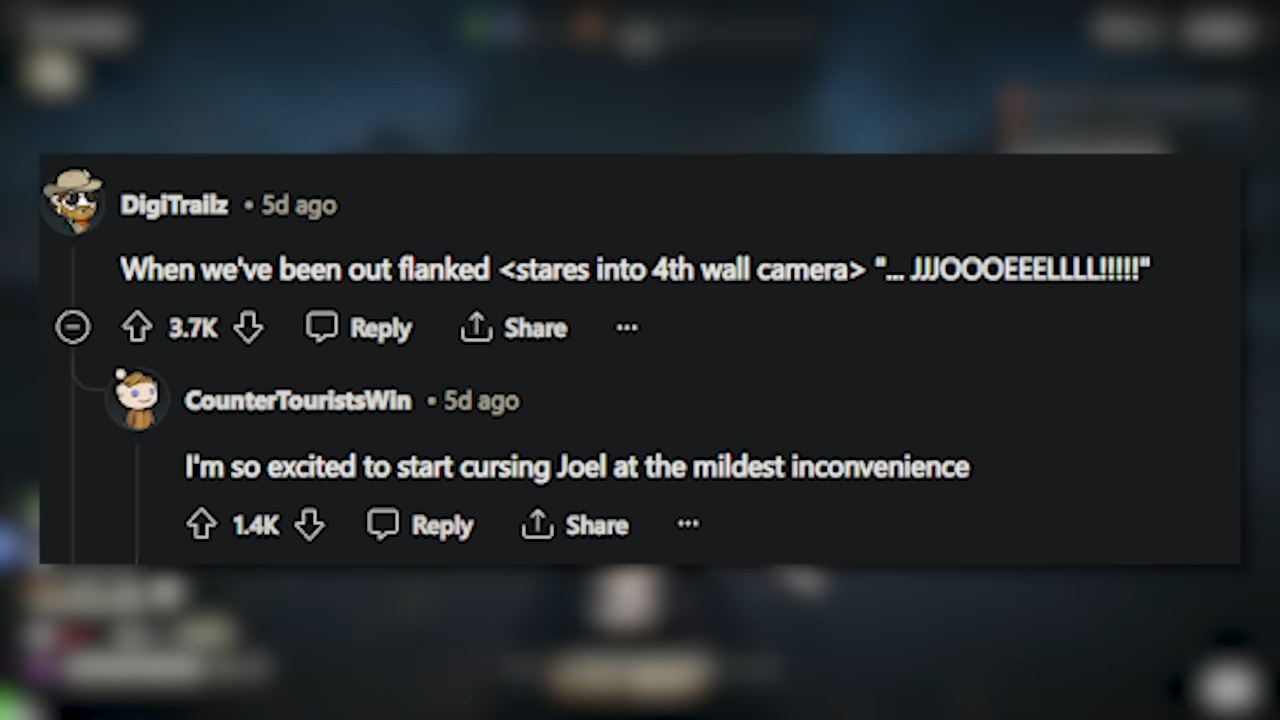 DigiTrailz • 5d ago
When we've been out flanked <stares into 4th wall camera> "... JJJOOOEEELLLL!!!!!"
3.7K Reply Share ...
CounterTouristsWin • 5d ago
I'm so excited to start cursing Joel at the mildest inconvenience
1.4K Reply Share ...